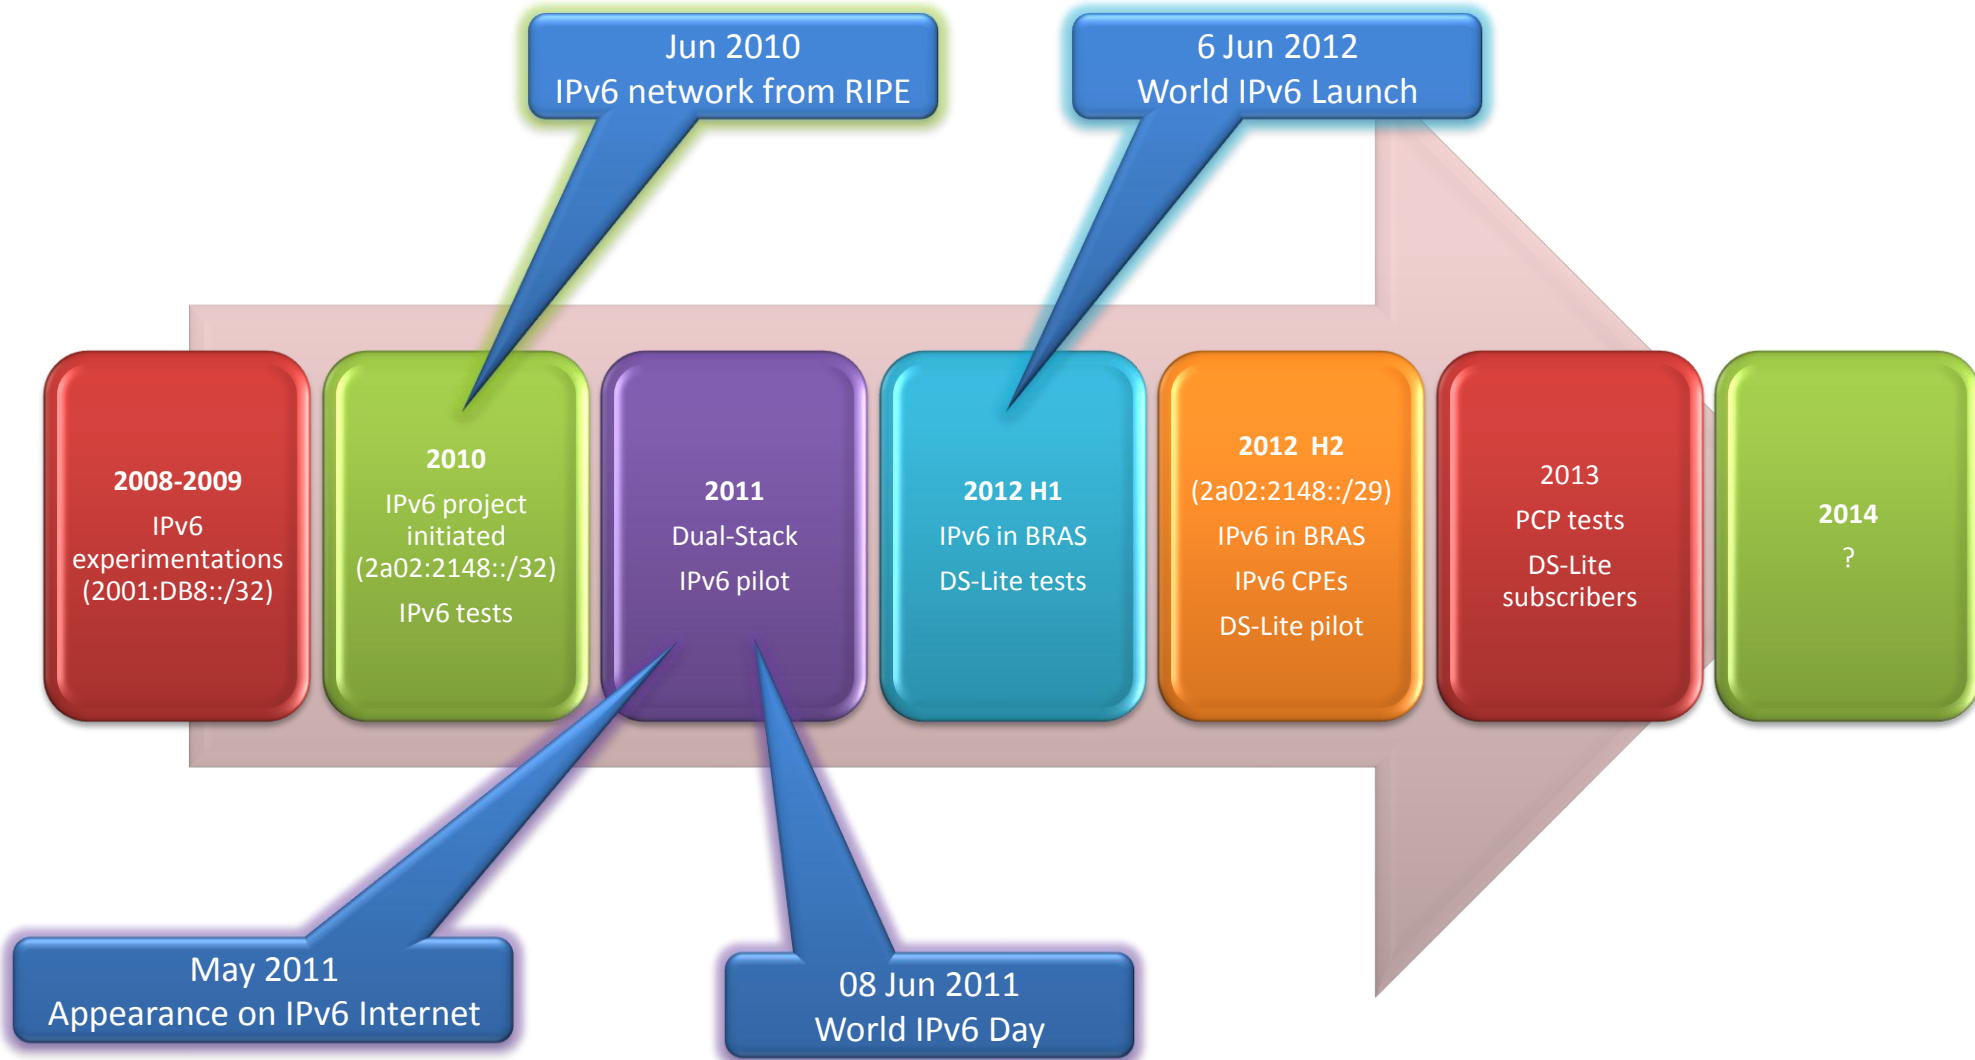 Jun 2010
IPv6 network from RIPE
6 Jun 2012
World IPv6 Launch
2008-2009
IPv6
experimentations
(2001:DB8::/32)
2010
IPv6 project
initiated
(2a02:2148::/32)
IPv6 tests
2011
Dual-Stack
IPv6 pilot
2012 H1
IPv6 in BRAS
DS-Lite tests
2012  H2
(2a02:2148::/29)
IPv6 in BRAS
IPv6 CPEs
DS-Lite pilot
2013
PCP tests
DS-Lite
subscribers
2014
?
May 2011
Appearance on IPv6 Internet
08 Jun 2011
World IPv6 Day